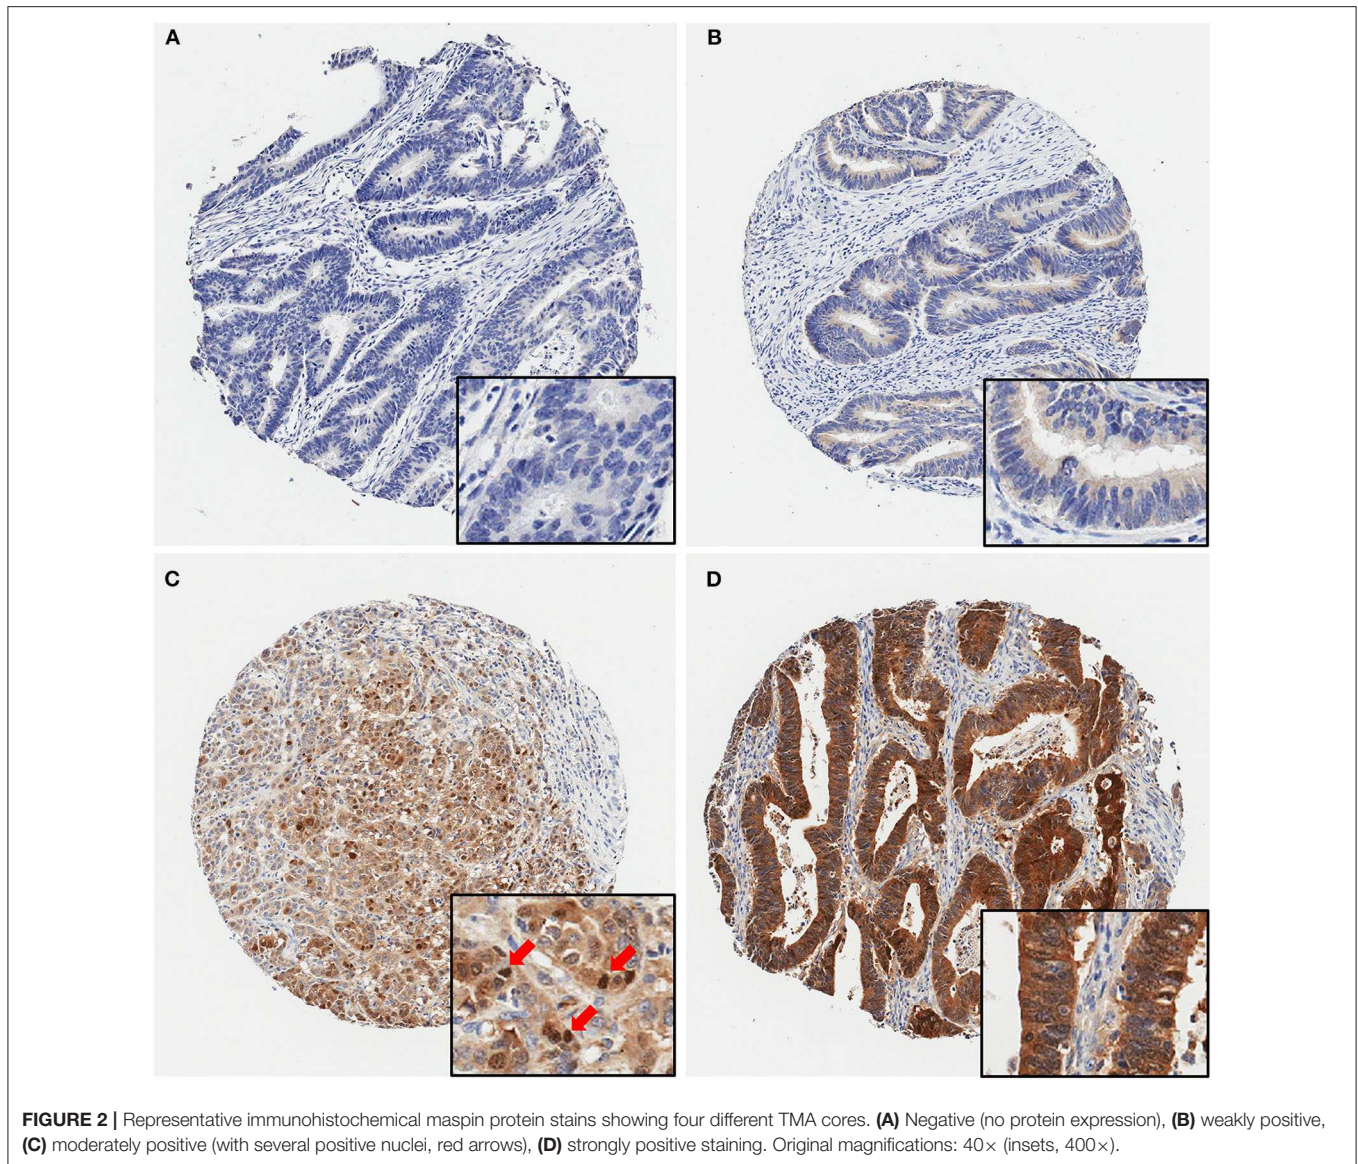 A
B
C
D
FIGURE 2 | Representative immunohistochemical maspin protein stains showing four different TMA cores. (A) Negative (no protein expression), (B) weakly positive,
(C) moderately positive (with several positive nuclei, red arrows), (D) strongly positive staining. Original magnifications: 40× (insets, 400×).